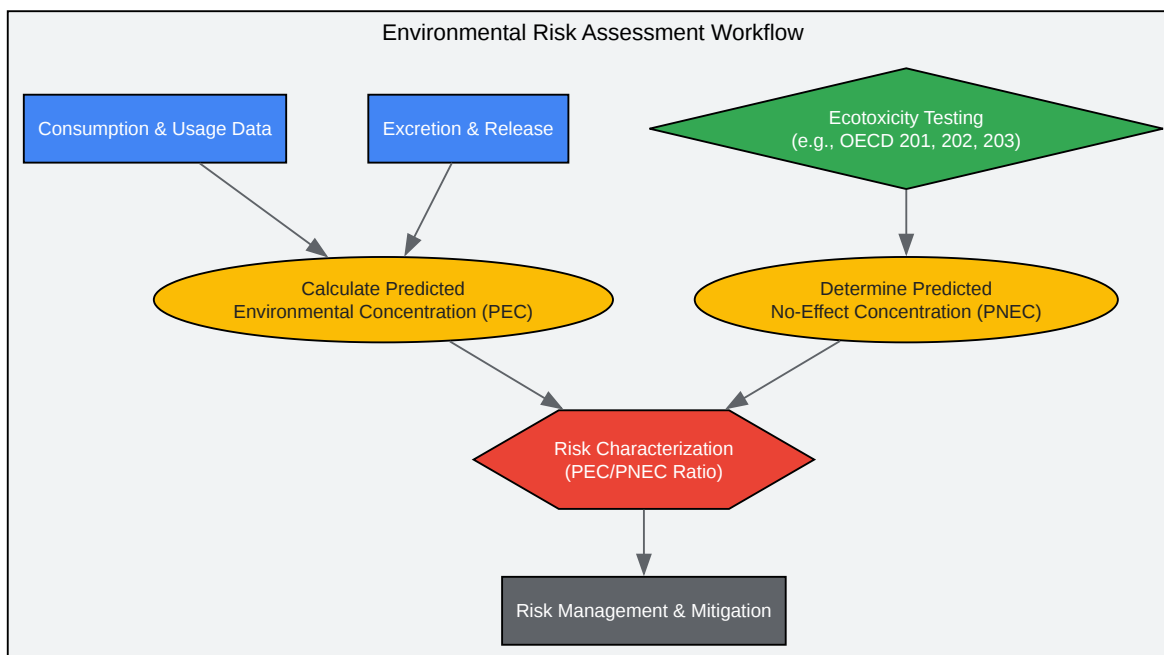 Environmental Risk Assessment Workflow
Consumption & Usage Data
Excretion & Release
Ecotoxicity Testing
(e.g., OECD 201, 202, 203)
Calculate Predicted
Environmental Concentration (PEC)
Determine Predicted
No-Effect Concentration (PNEC)
Risk Characterization
(PEC/PNEC Ratio)
Risk Management & Mitigation